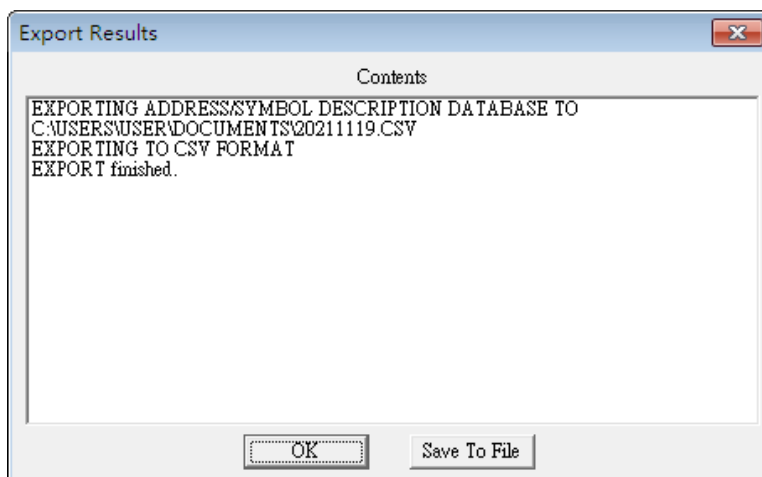 Export Results
Contents
EXPORTING ADDRESS/SYMBOL DESCRIPTION DATABASE TO
C:\USERS\USER\DOCUMENTS\20211119.CSV
EXPORTING TO CSV FORMAT
EXPORT finished.
OK
Save To File